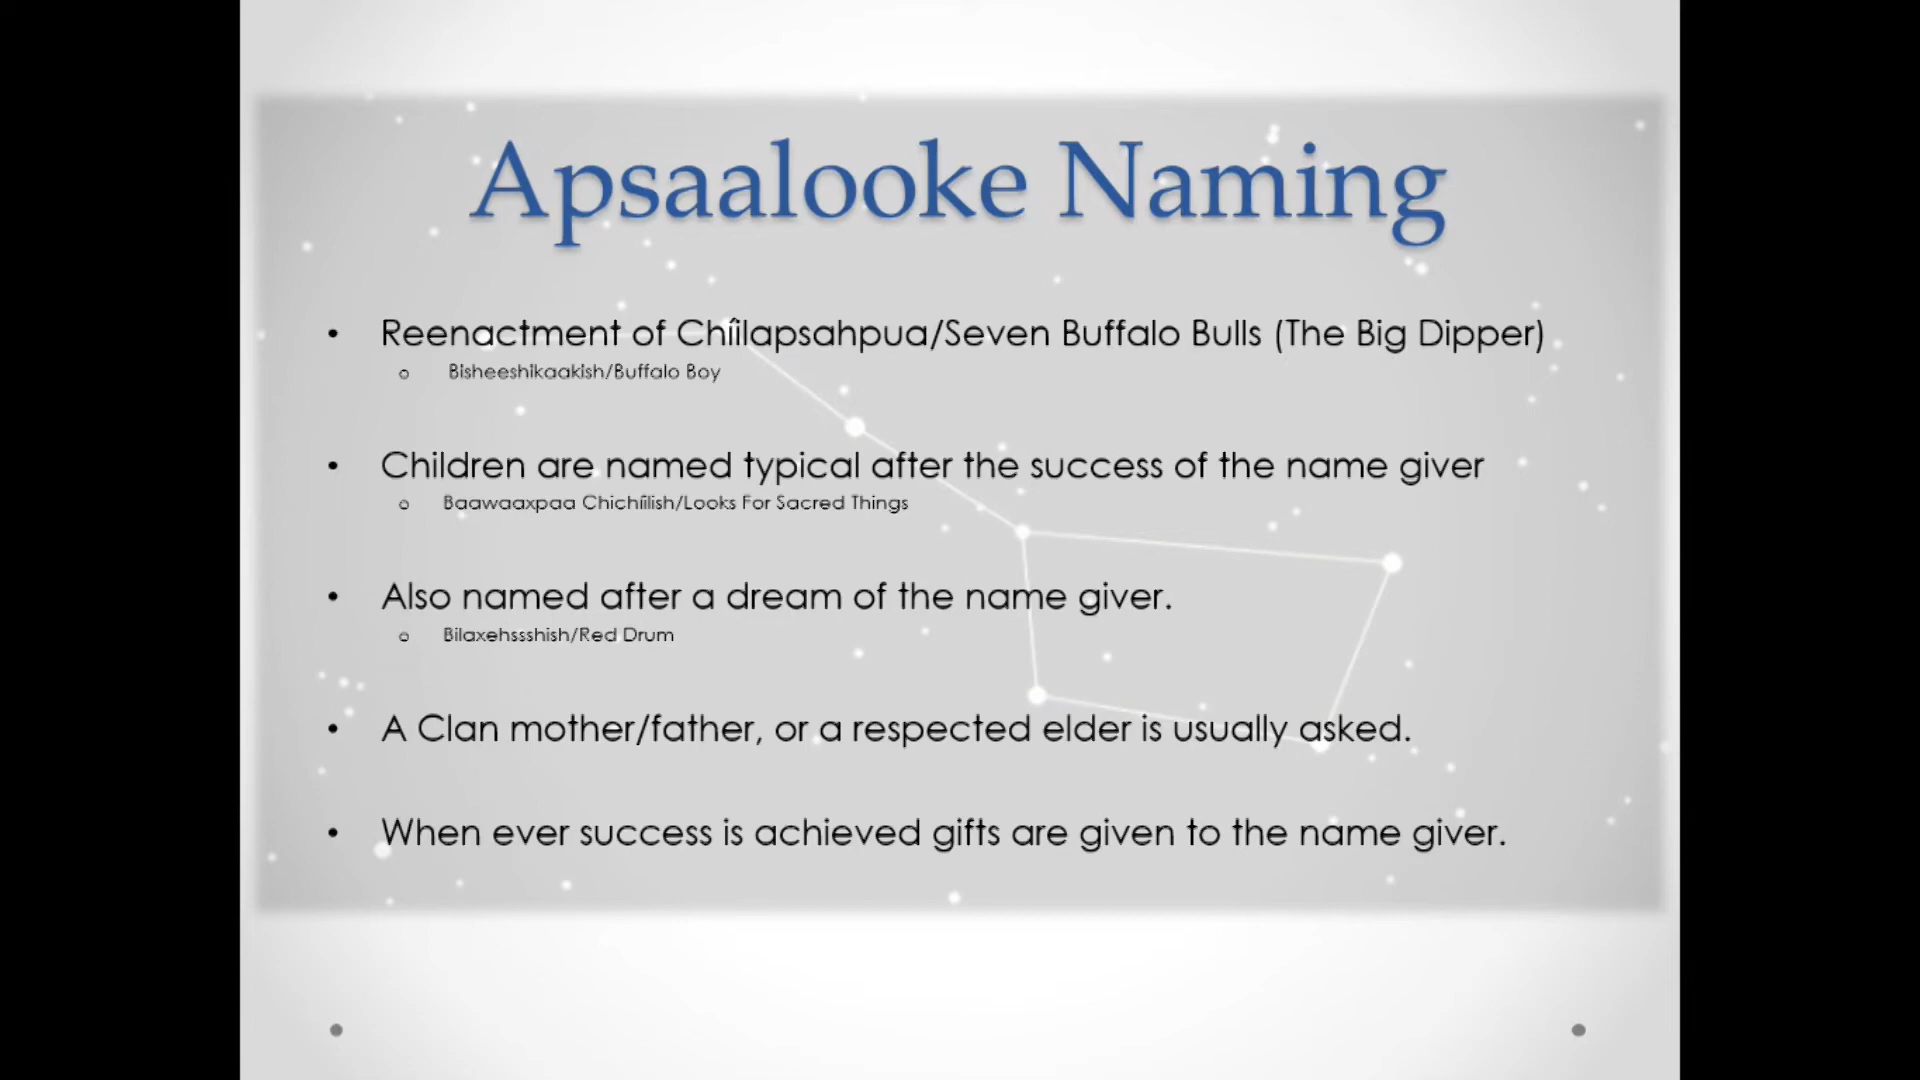 Apsaalooke Naming
• Reenactment of Chíilapsahpua/Seven Buffalo Bulls (The Big Dipper)
o Bisheeshikaakish/Buffalo Boy
• Children are named typical after the success of the name giver
o Baawaaxpaa Chichíilish/Looks For Sacred Things
• Also named after a dream of the name giver.
o Bilaxehssshish/Red Drum
• A Clan mother/father, or a respected elder is usually asked.
• When ever success is achieved gifts are given to the name giver.